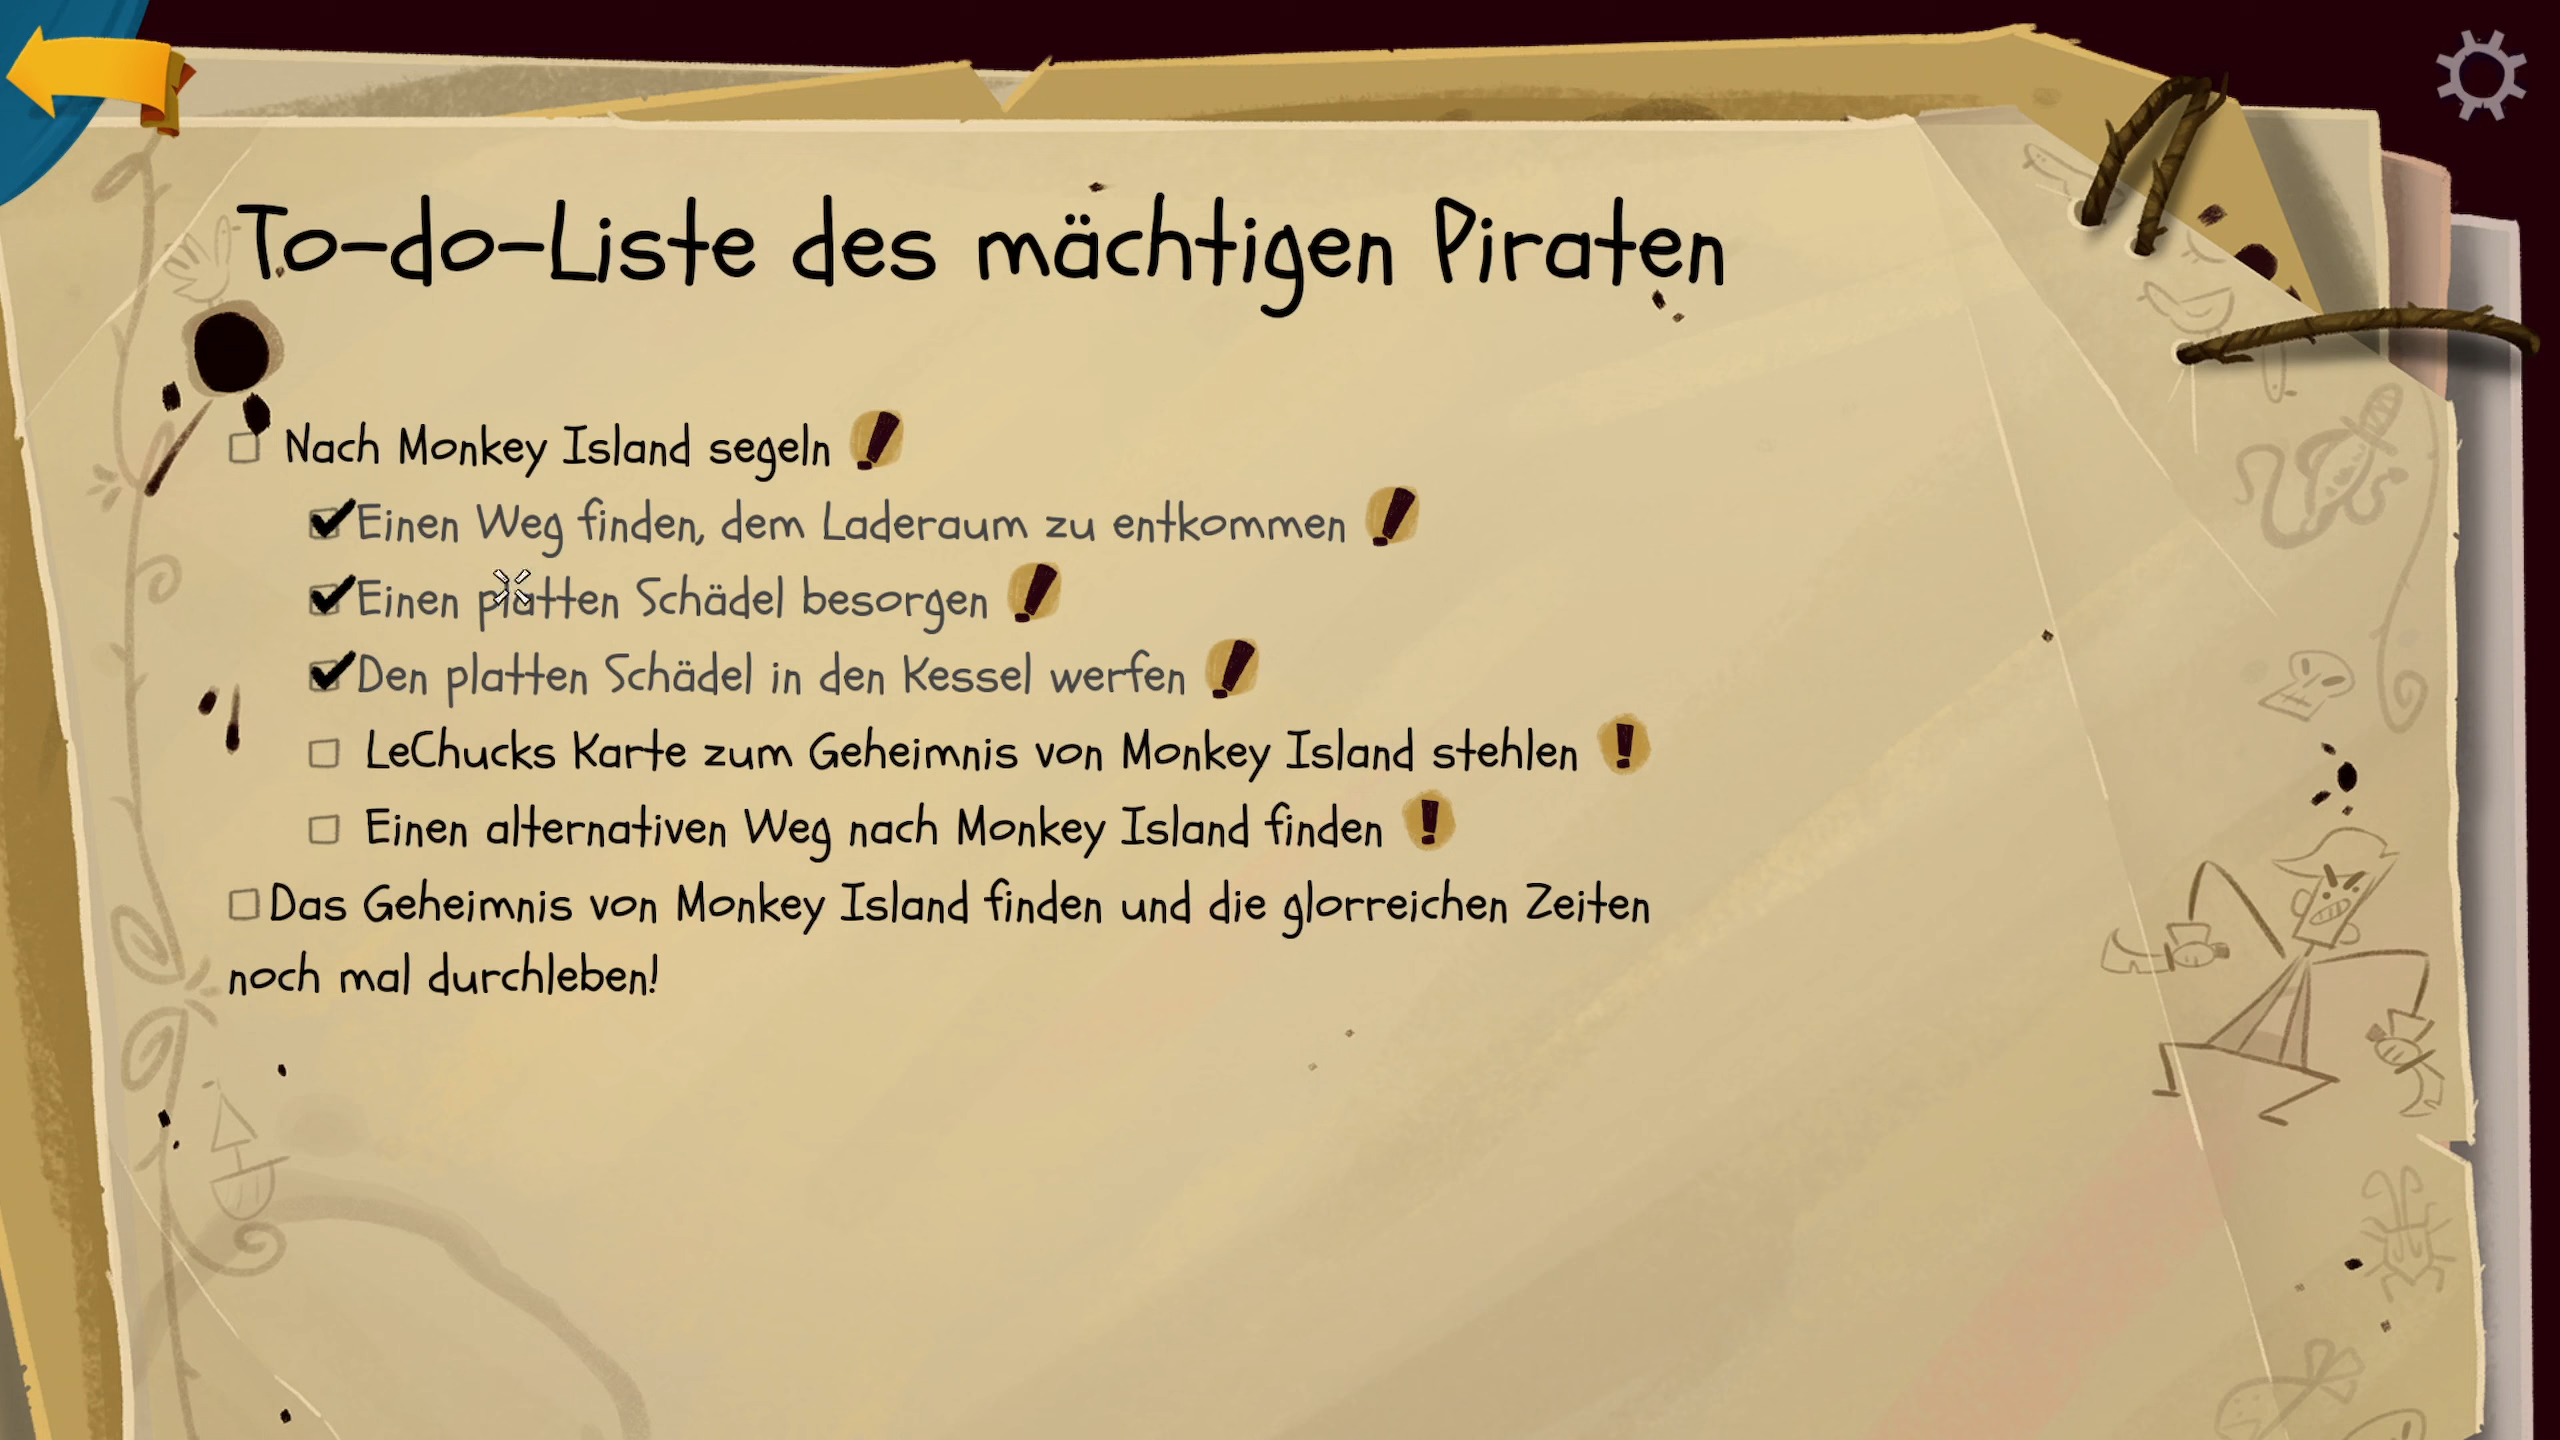 To-do-Liste des mächtigen Piraten
Nach Monkey Island segeln !
Einen Weg finden, dem Laderaum zu entkommen !
Einen platten Schädel besorgen !
Den platten Schädel in den Kessel werfen !
LeChucks Karte zum Geheimnis von Monkey Island stehlen !
Einen alternativen Weg nach Monkey Island finden !
Das Geheimnis von Monkey Island finden und die glorreichen Zeiten
noch mal durchleben!